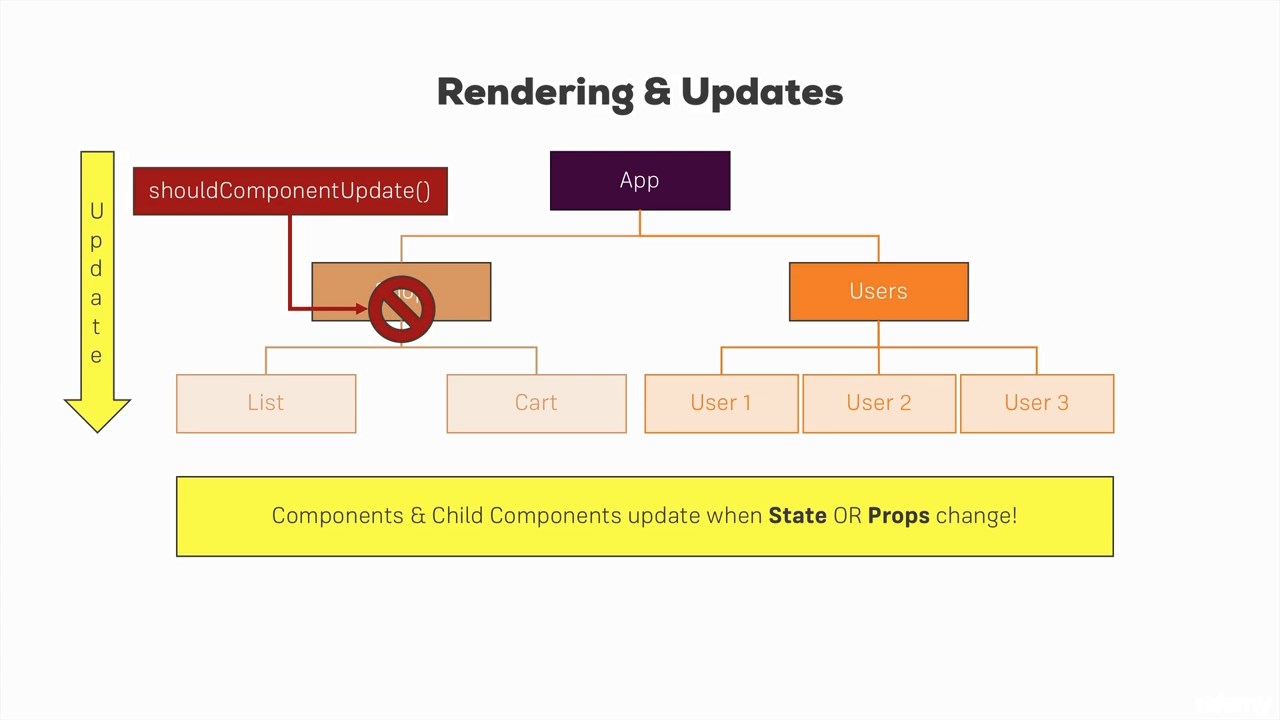 Rendering & Updates
Update
shouldComponentUpdate()
App
Users
List
Cart
User 1
User 2
User 3
Components & Child Components update when State OR Props change!